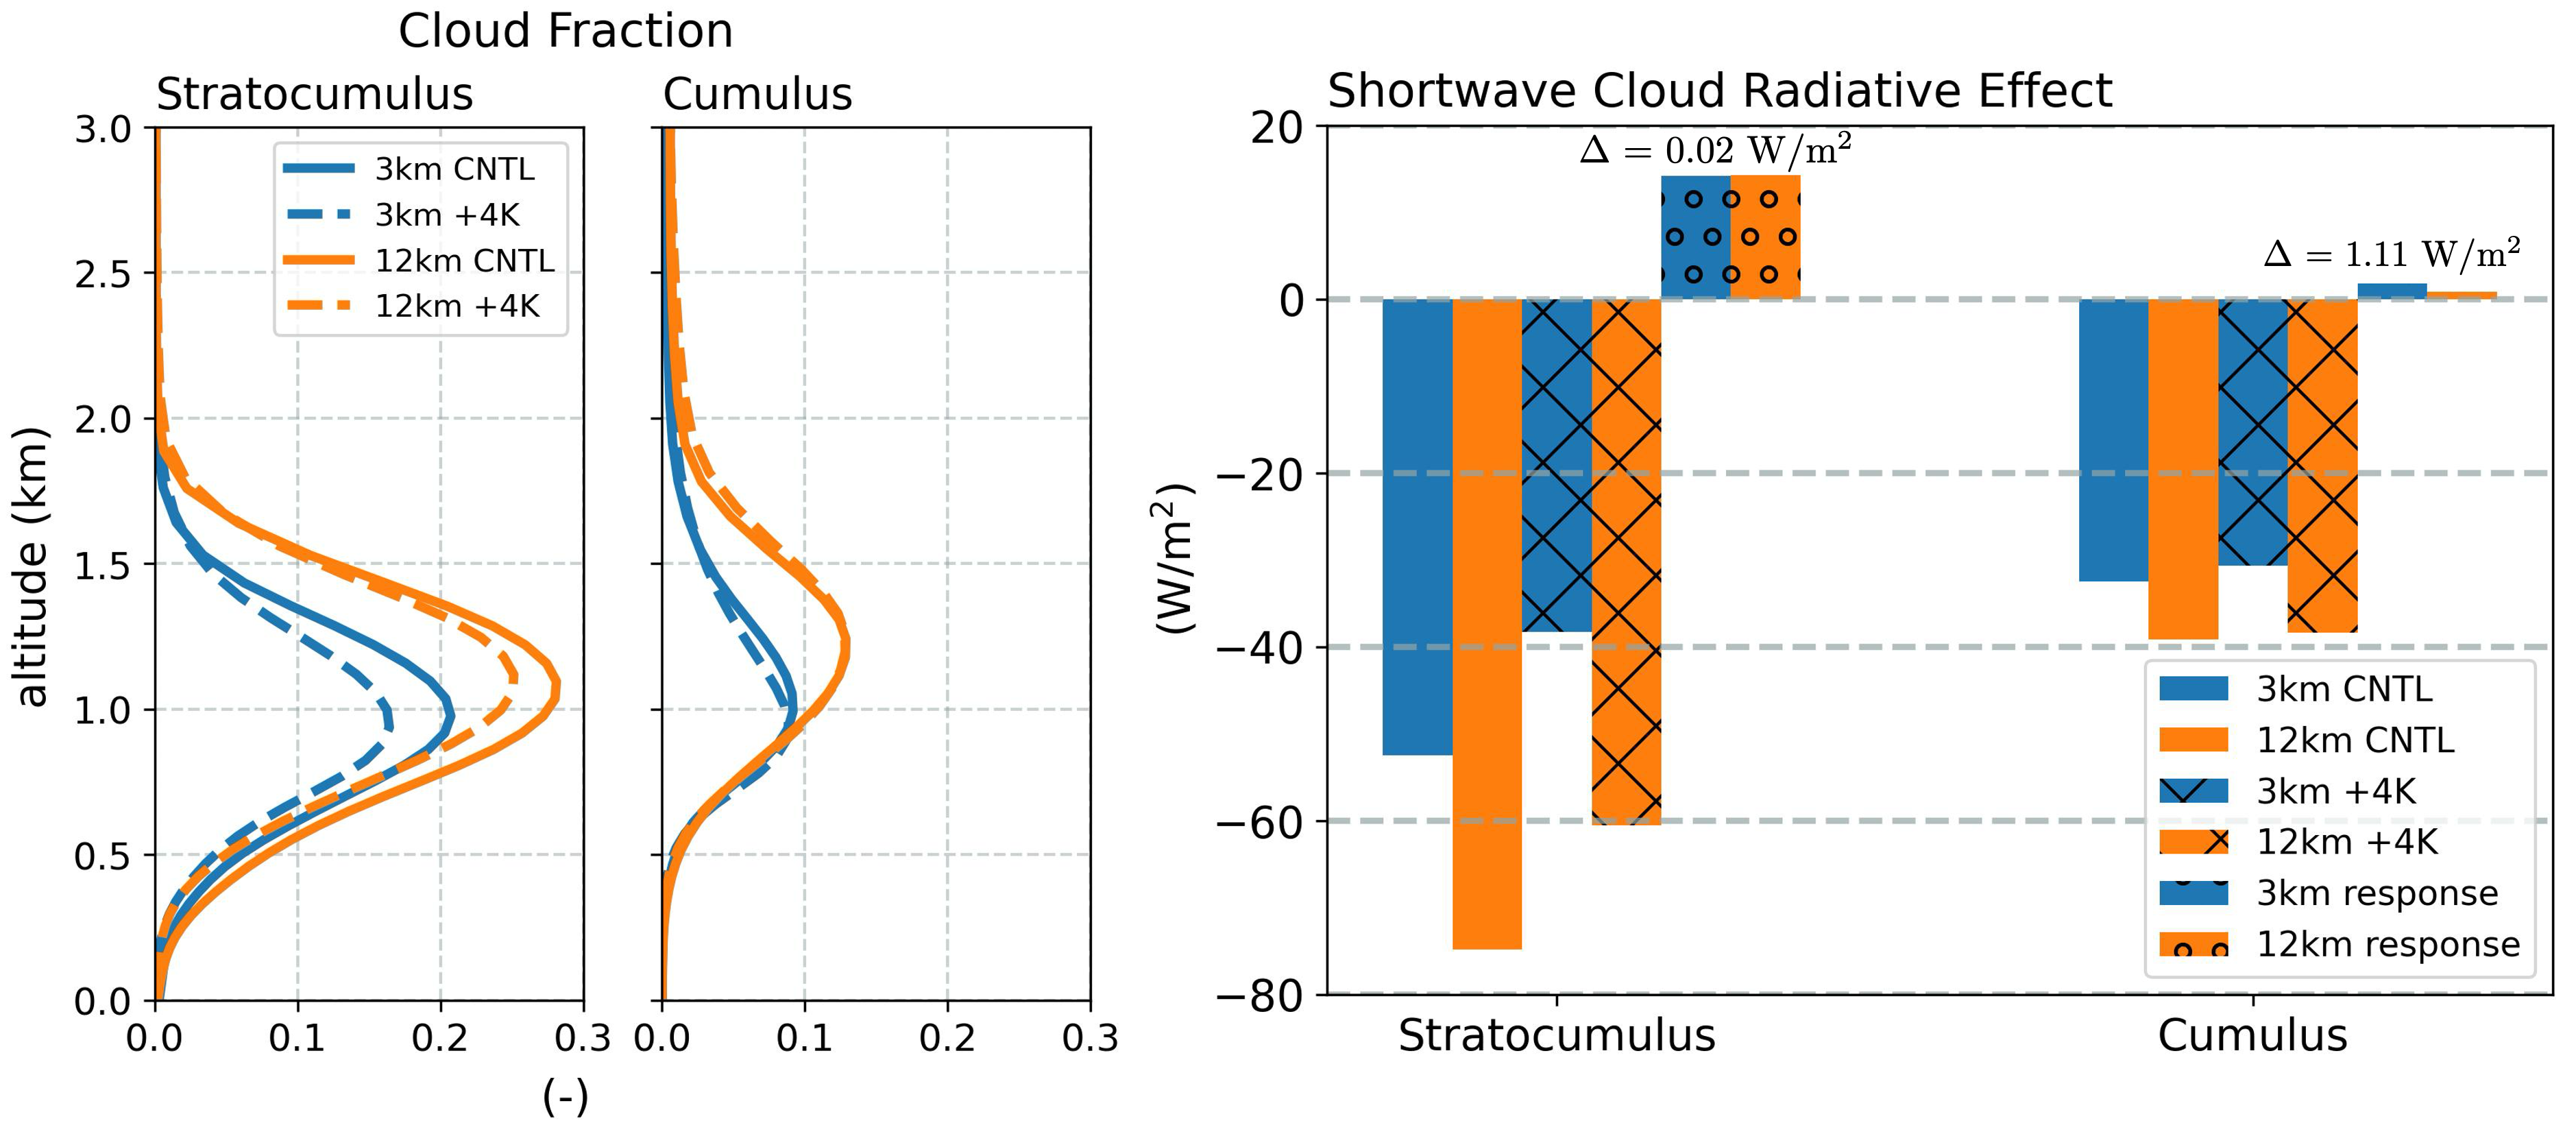 Cloud Fraction
Stratocumulus
Cumulus
3.0
2.5
2.0
1.5
1.0
0.5
0.0
altitude (km)
3km CNTL
3km +4K
12km CNTL
12km +4K
0.0 0.1 0.2 0.3
0.0 0.1 0.2 0.3
(-)
Shortwave Cloud Radiative Effect
20
0
−20
−40
−60
−80
(W/m²)
Δ = 0.02 W/m²
Δ = 1.11 W/m²
3km CNTL
12km CNTL
3km +4K
12km +4K
3km response
12km response
Stratocumulus
Cumulus